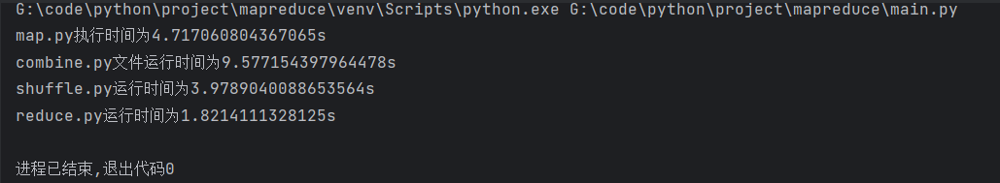 G:\code\python\project\mapreduce\venv\Scripts\python.exe G:\code\python\project\mapreduce\main.py
map.py执行时间为4.717060804367065s
combine.py文件运行时间为9.577154397964478s
shuffle.py运行时间为3.9789040088653564s
reduce.py运行时间为1.8214111328125s
进程已结束,退出代码0